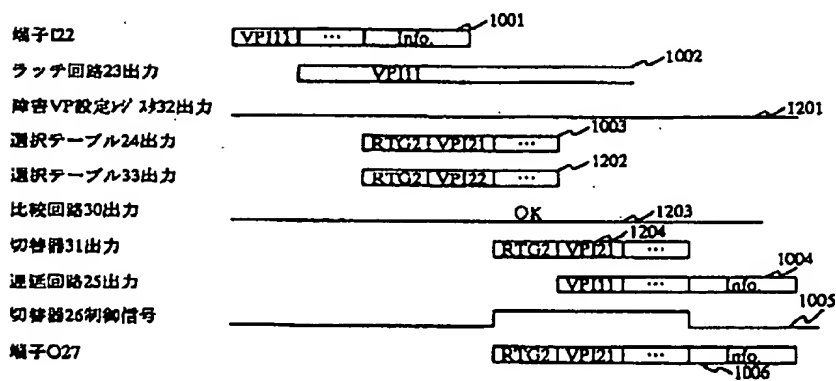 端子I22 VPI11 … Info. 1001
ラッチ回路23出力 VPI11 1002
障害VP設定レジスタ32出力 1201
選択テーブル24出力 RTG2 VPI21 … 1003
選択テーブル33出力 RTG2 VPI22 … 1202
比較回路30出力 OK 1203
切替器31出力 RTG2 VPI21 … 1204
遅延回路25出力 VPI11 … Info. 1004
切替器26制御信号 1005
端子O27 RTG2 VPI21 … Info. 1006